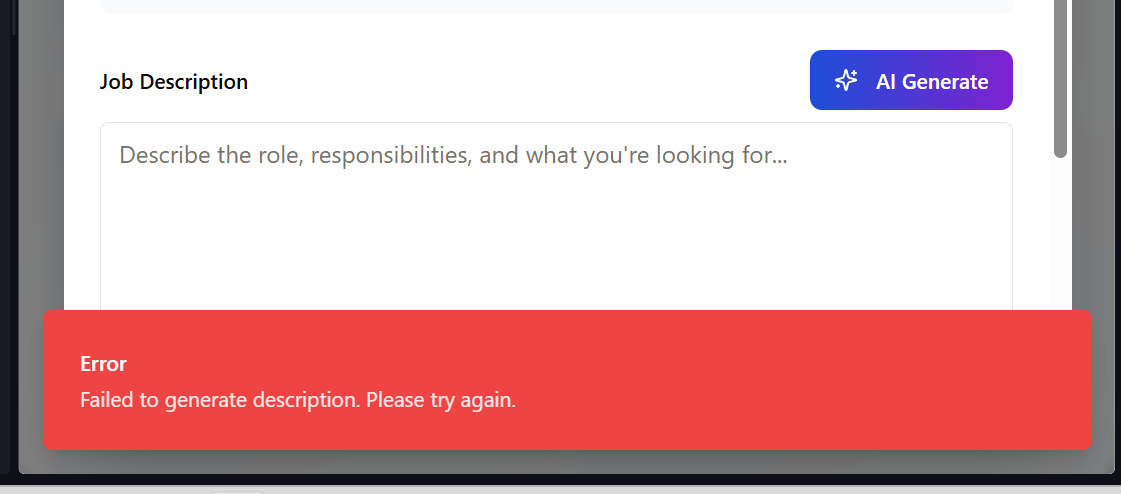 Job Description
AI Generate
Describe the role, responsibilities, and what you're looking for...
Error
Failed to generate description. Please try again.